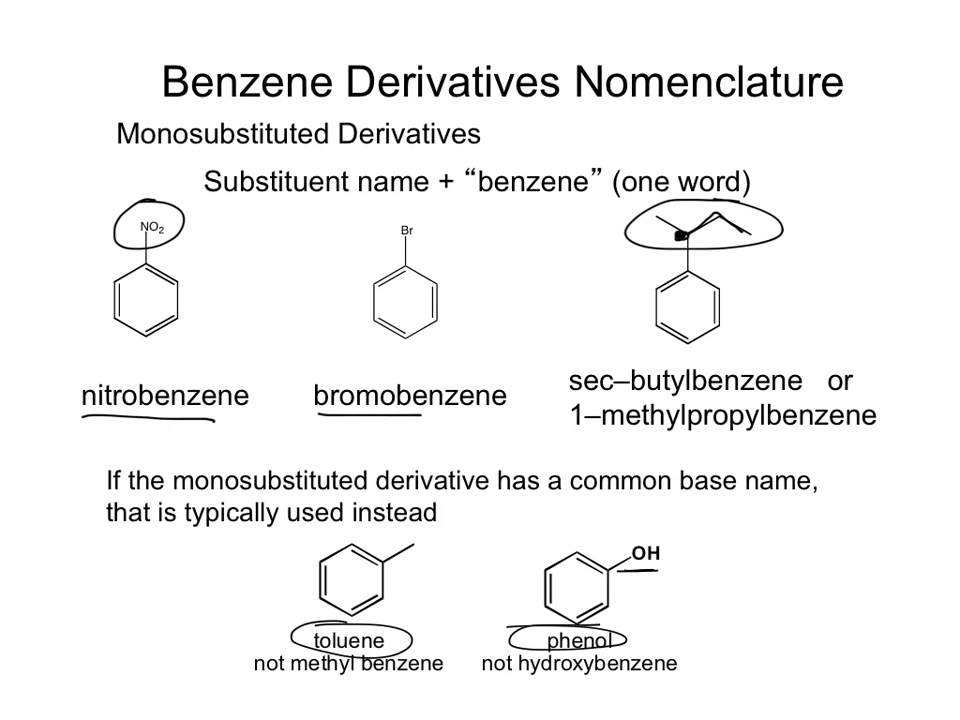 Benzene Derivatives Nomenclature
Monosubstituted Derivatives
Substituent name + “benzene” (one word)
NO₂
Br
nitrobenzene
bromobenzene
sec–butylbenzene or
1–methylpropylbenzene
If the monosubstituted derivative has a common base name,
that is typically used instead
OH
toluene
not methyl benzene
phenol
not hydroxybenzene